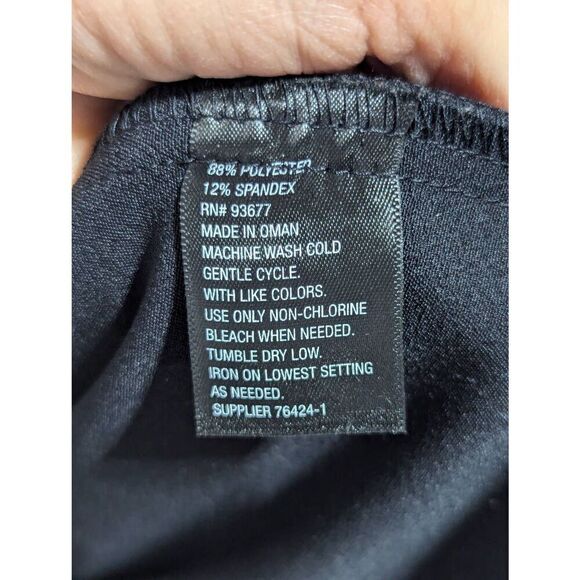 88% POLYESTER
12% SPANDEX
RN# 93677
MADE IN OMAN
MACHINE WASH COLD
GENTLE CYCLE.
WITH LIKE COLORS.
USE ONLY NON-CHLORINE
BLEACH WHEN NEEDED.
TUMBLE DRY LOW.
IRON ON LOWEST SETTING
AS NEEDED.
SUPPLIER 76424-1